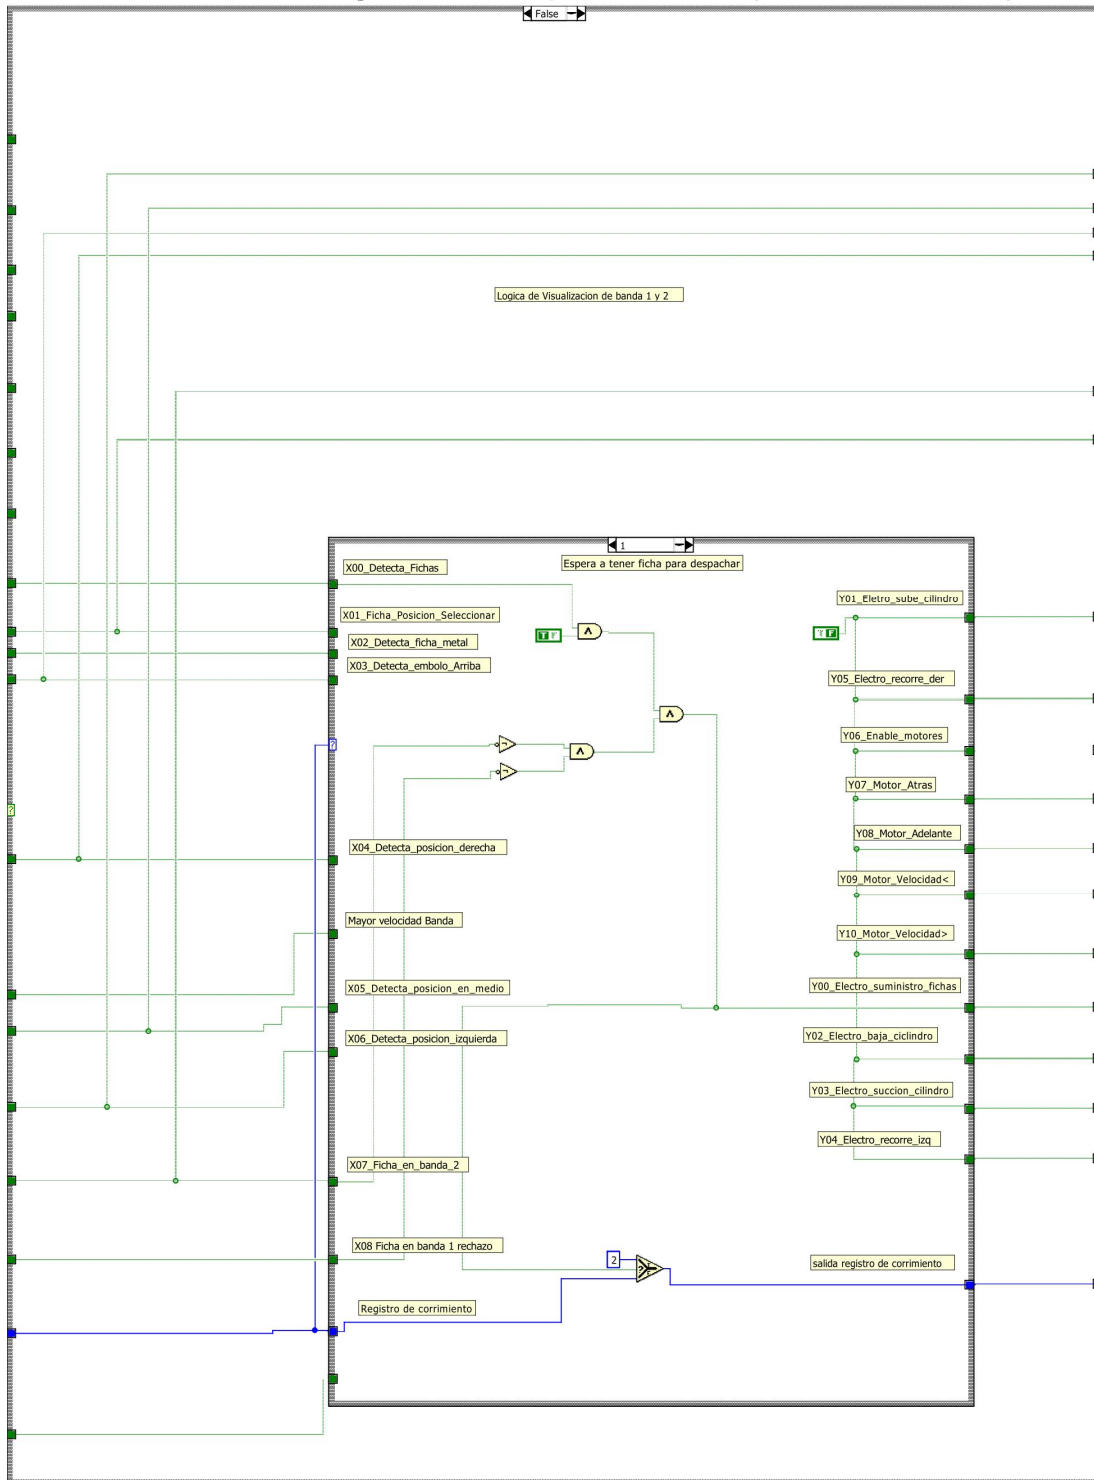 False
Logica de Visualizacion de banda 1 y 2
1
Espera a tener ficha para despachar
X00_Detecta_Fichas
X01_Ficha_Posicion_Seleccionar
X02_Detecta_ficha_metal
X03_Detecta_embolo_Arriba
T F
T F
?
?
X04_Detecta_posicion_derecha
Mayor velocidad Banda
X05_Detecta_posicion_en_medio
X06_Detecta_posicion_izquierda
X07_Ficha_en_banda_2
X08 Ficha en banda 1 rechazo
Registro de corrimiento
2
?
T
F
Y01_Eletro_sube_cilindro
Y05_Electro_recorre_der
Y06_Enable_motores
Y07_Motor_Atras
Y08_Motor_Adelante
Y09_Motor_Velocidad<
Y10_Motor_Velocidad>
Y00_Electro_suministro_fichas
Y02_Electro_baja_ciclindro
Y03_Electro_succion_cilindro
Y04_Electro_recorre_izq
salida registro de corrimiento